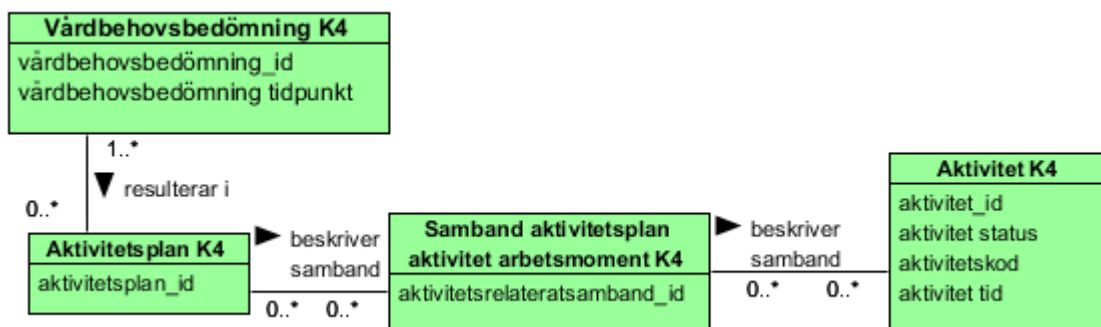 Vårdbehovsbedömning K4
vårdbehovsbedömning_id
vårdbehovsbedömning tidpunkt
1..*
resulterar i
0..*
Aktivitetsplan K4
aktivitetsplan_id
beskriver
samband
0..* 0..*
Samband aktivitetsplan
aktivitet arbetsmoment K4
aktivitetsrelateratsamband_id
beskriver
samband
0..* 0..*
Aktivitet K4
aktivitet_id
aktivitet status
aktivitetskod
aktivitet tid